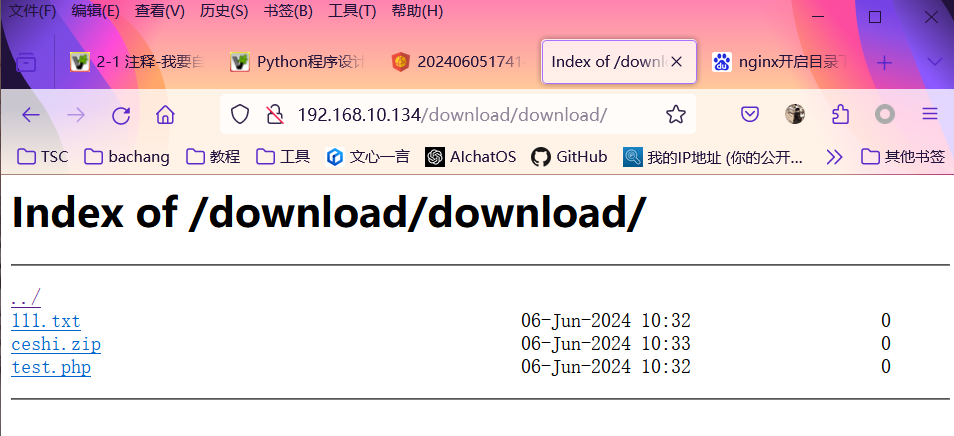 文件(F) 编辑(E) 查看(V) 历史(S) 书签(B) 工具(T) 帮助(H)
2-1 注释-我要自 Python程序设计 202406051741- Index of /downl nginx开启目录下
192.168.10.134/download/download/
TSC bachang 教程 工具 文心一言 AIchatOS GitHub 我的IP地址 (你的公开... 其他书签
Index of /download/download/
../
111.txt 06-Jun-2024 10:32 0
ceshi.zip 06-Jun-2024 10:33 0
test.php 06-Jun-2024 10:32 0